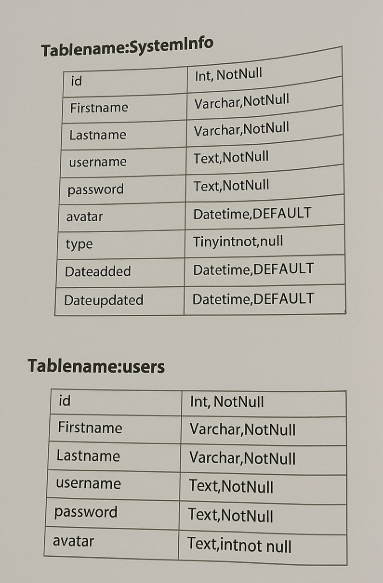 Tablename:SystemInfo
id Int, NotNull
Firstname Varchar,NotNull
Lastname Varchar,NotNull
username Text,NotNull
password Text,NotNull
avatar Datetime,DEFAULT
type Tinyintnot,null
Dateadded Datetime,DEFAULT
Dateupdated Datetime,DEFAULT
Tablename:users
id Int, NotNull
Firstname Varchar,NotNull
Lastname Varchar,NotNull
username Text,NotNull
password Text,NotNull
avatar Text,intnot null